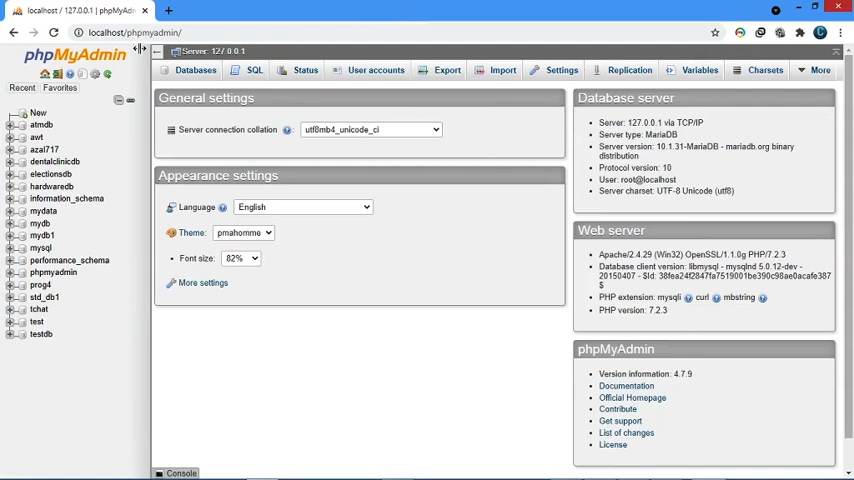 localhost / 127.0.0.1 | phpMyAdm
localhost/phpmyadmin/
phpMyAdmin
Recent Favorites
New
atmdb
awt
azal717
dentalclinicdb
electionsdb
hardwaredb
information_schema
mydata
mydb
mydb1
mysql
performance_schema
phpmyadmin
prog4
std_db1
tchat
test
testdb
Server: 127.0.0.1
Databases SQL Status User accounts Export Import Settings Replication Variables Charsets More
General settings
Server connection collation : utf8mb4_unicode_ci
Appearance settings
Language English
Theme: pmahomme
Font size: 82%
More settings
Database server
Server: 127.0.0.1 via TCP/IP
Server type: MariaDB
Server version: 10.1.31-MariaDB - mariadb.org binary
distribution
Protocol version: 10
User: root@localhost
Server charset: UTF-8 Unicode (utf8)
Web server
Apache/2.4.29 (Win32) OpenSSL/1.1.0g PHP/7.2.3
Database client version: libmysql - mysqlnd 5.0.12-dev -
20150407 - $Id: 38fea24f2847fa7519001be390c98ae0acafe387
$
PHP extension: mysqli curl mbstring
PHP version: 7.2.3
phpMyAdmin
Version information: 4.7.9
Documentation
Official Homepage
Contribute
Get support
List of changes
License
Console